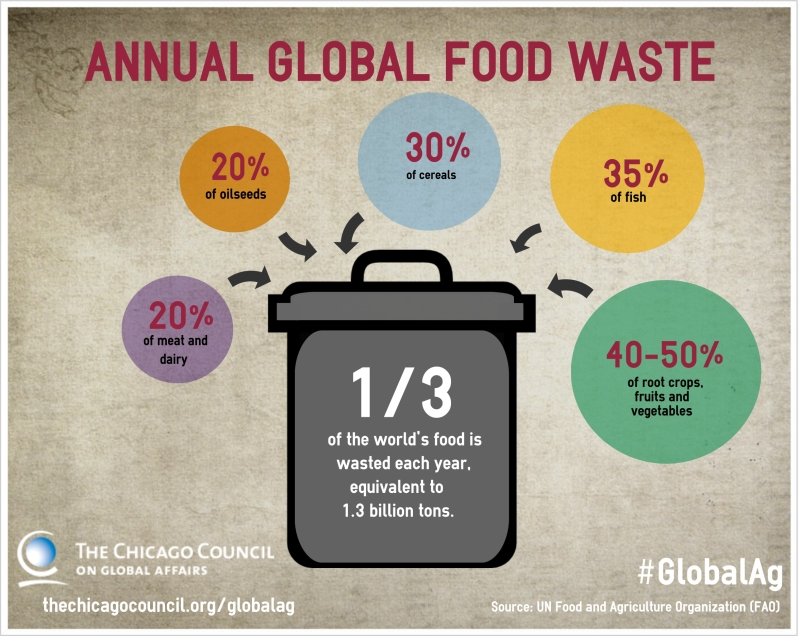 ANNUAL GLOBAL FOOD WASTE
20%
of oilseeds
30%
of cereals
35%
of fish
20%
of meat and
dairy
40-50%
of root crops,
fruits and
vegetables
1/3
of the world's food is
wasted each year,
equivalent to
1.3 billion tons.
THE CHICAGO COUNCIL
ON GLOBAL AFFAIRS
thechicagocouncil.org/globalag
#GlobalAg
Source: UN Food and Agriculture Organization (FAO)